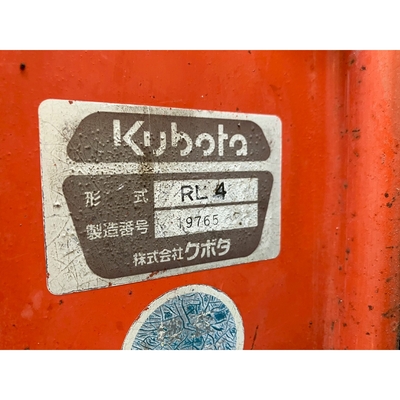 Kubota
形式 RL 4
製造番号 19765
株式会社クボタ